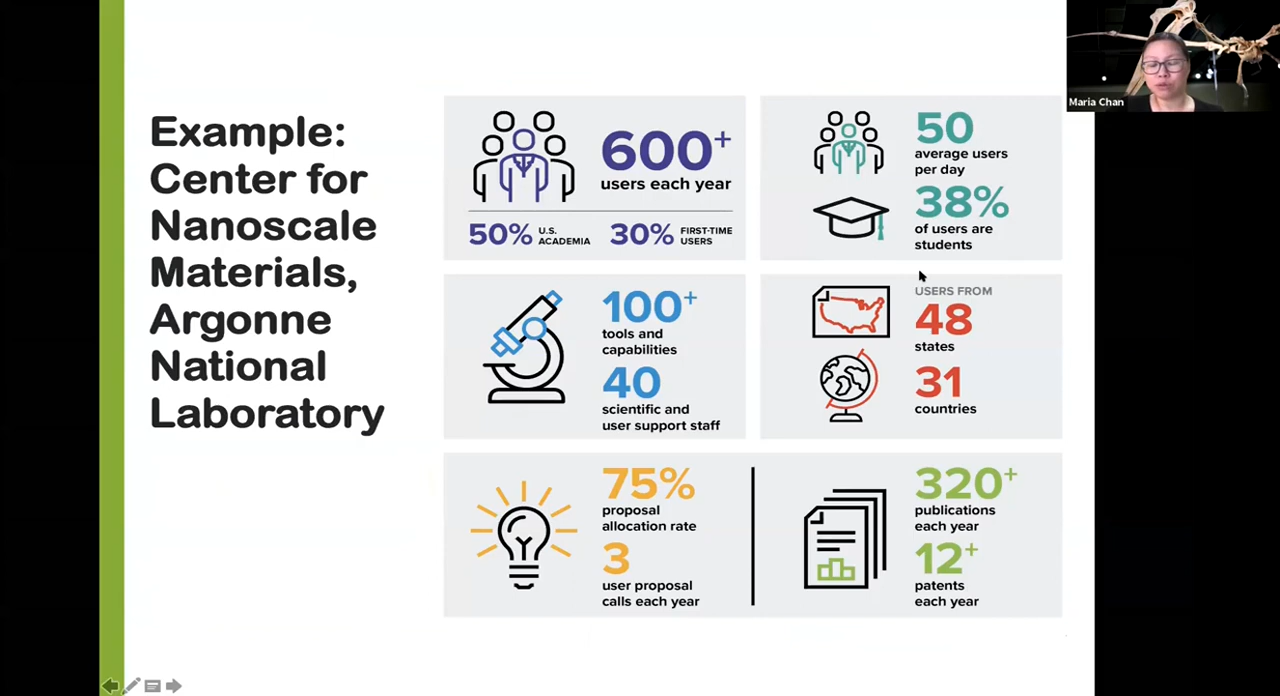 Example:
Center for
Nanoscale
Materials,
Argonne
National
Laboratory
600+
users each year
50% U.S. ACADEMIA
30% FIRST-TIME USERS
50
average users
per day
38%
of users are
students
100+
tools and
capabilities
40
scientific and
user support staff
USERS FROM
48
states
31
countries
75%
proposal
allocation rate
3
user proposal
calls each year
320+
publications
each year
12+
patents
each year
Maria Chan